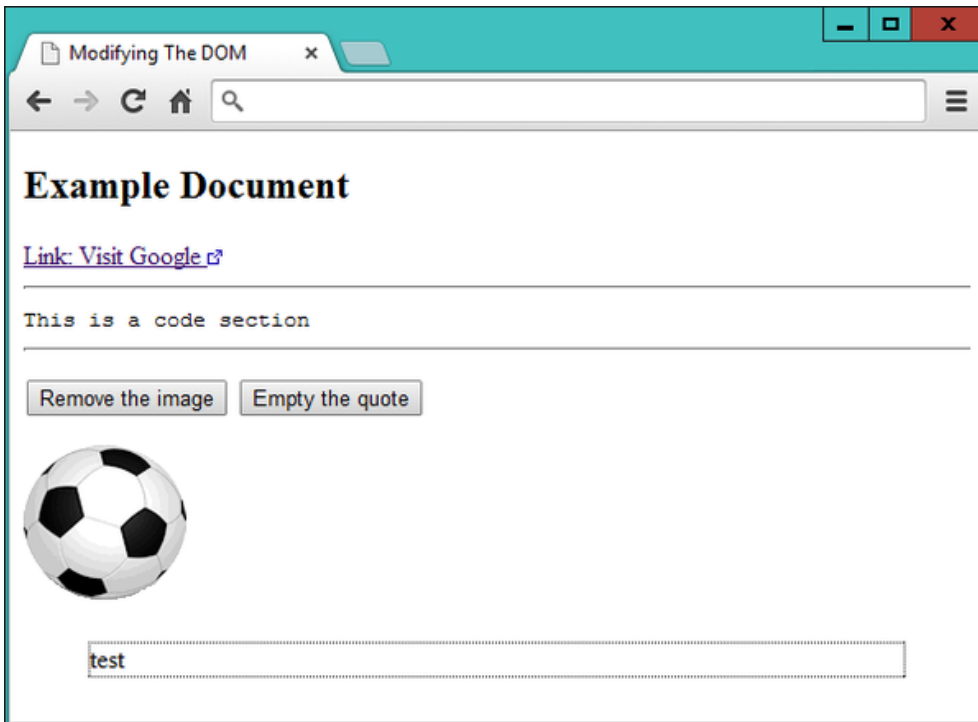 Modifying The DOM
Example Document
Link: Visit Google
This is a code section
Remove the image Empty the quote
test